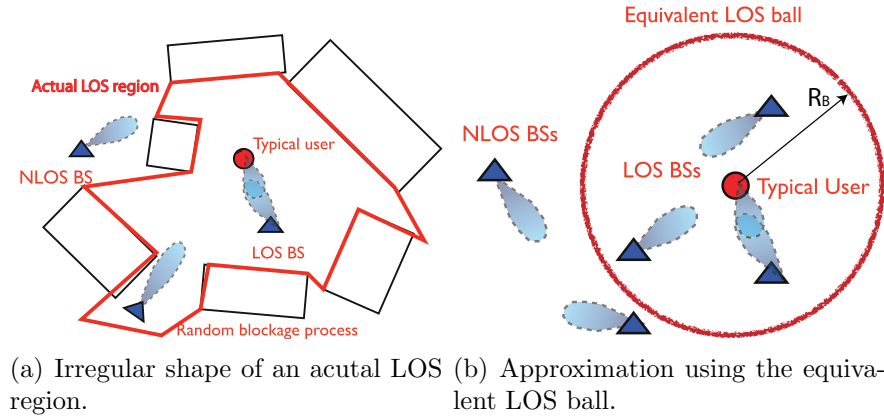 Actual LOS region
NLOS BS
Typical user
LOS BS
Random blockage process
Equivalent LOS ball
R_B
NLOS BSs
LOS BSs
Typical User
(a) Irregular shape of an acutal LOS
region.
(b) Approximation using the equiva-
lent LOS ball.